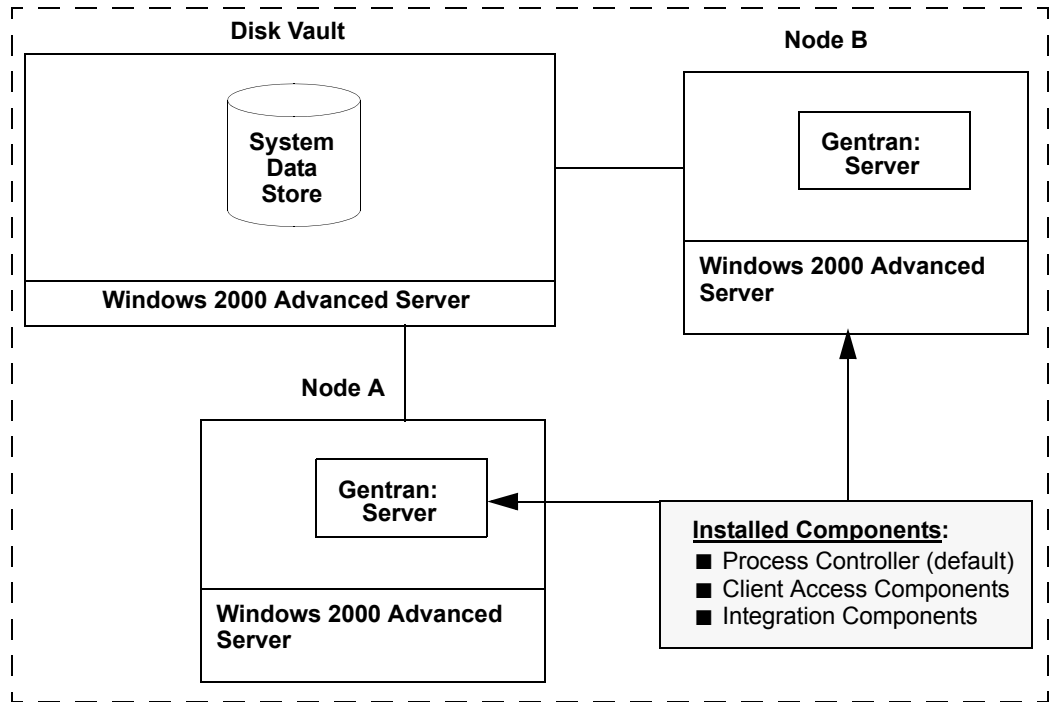 Disk Vault
Node B
System
Data
Store
Gentran:
Server
Windows 2000 Advanced
Server
Windows 2000 Advanced Server
Node A
Gentran:
Server
Windows 2000 Advanced
Server
Installed Components:
■ Process Controller (default)
■ Client Access Components
■ Integration Components